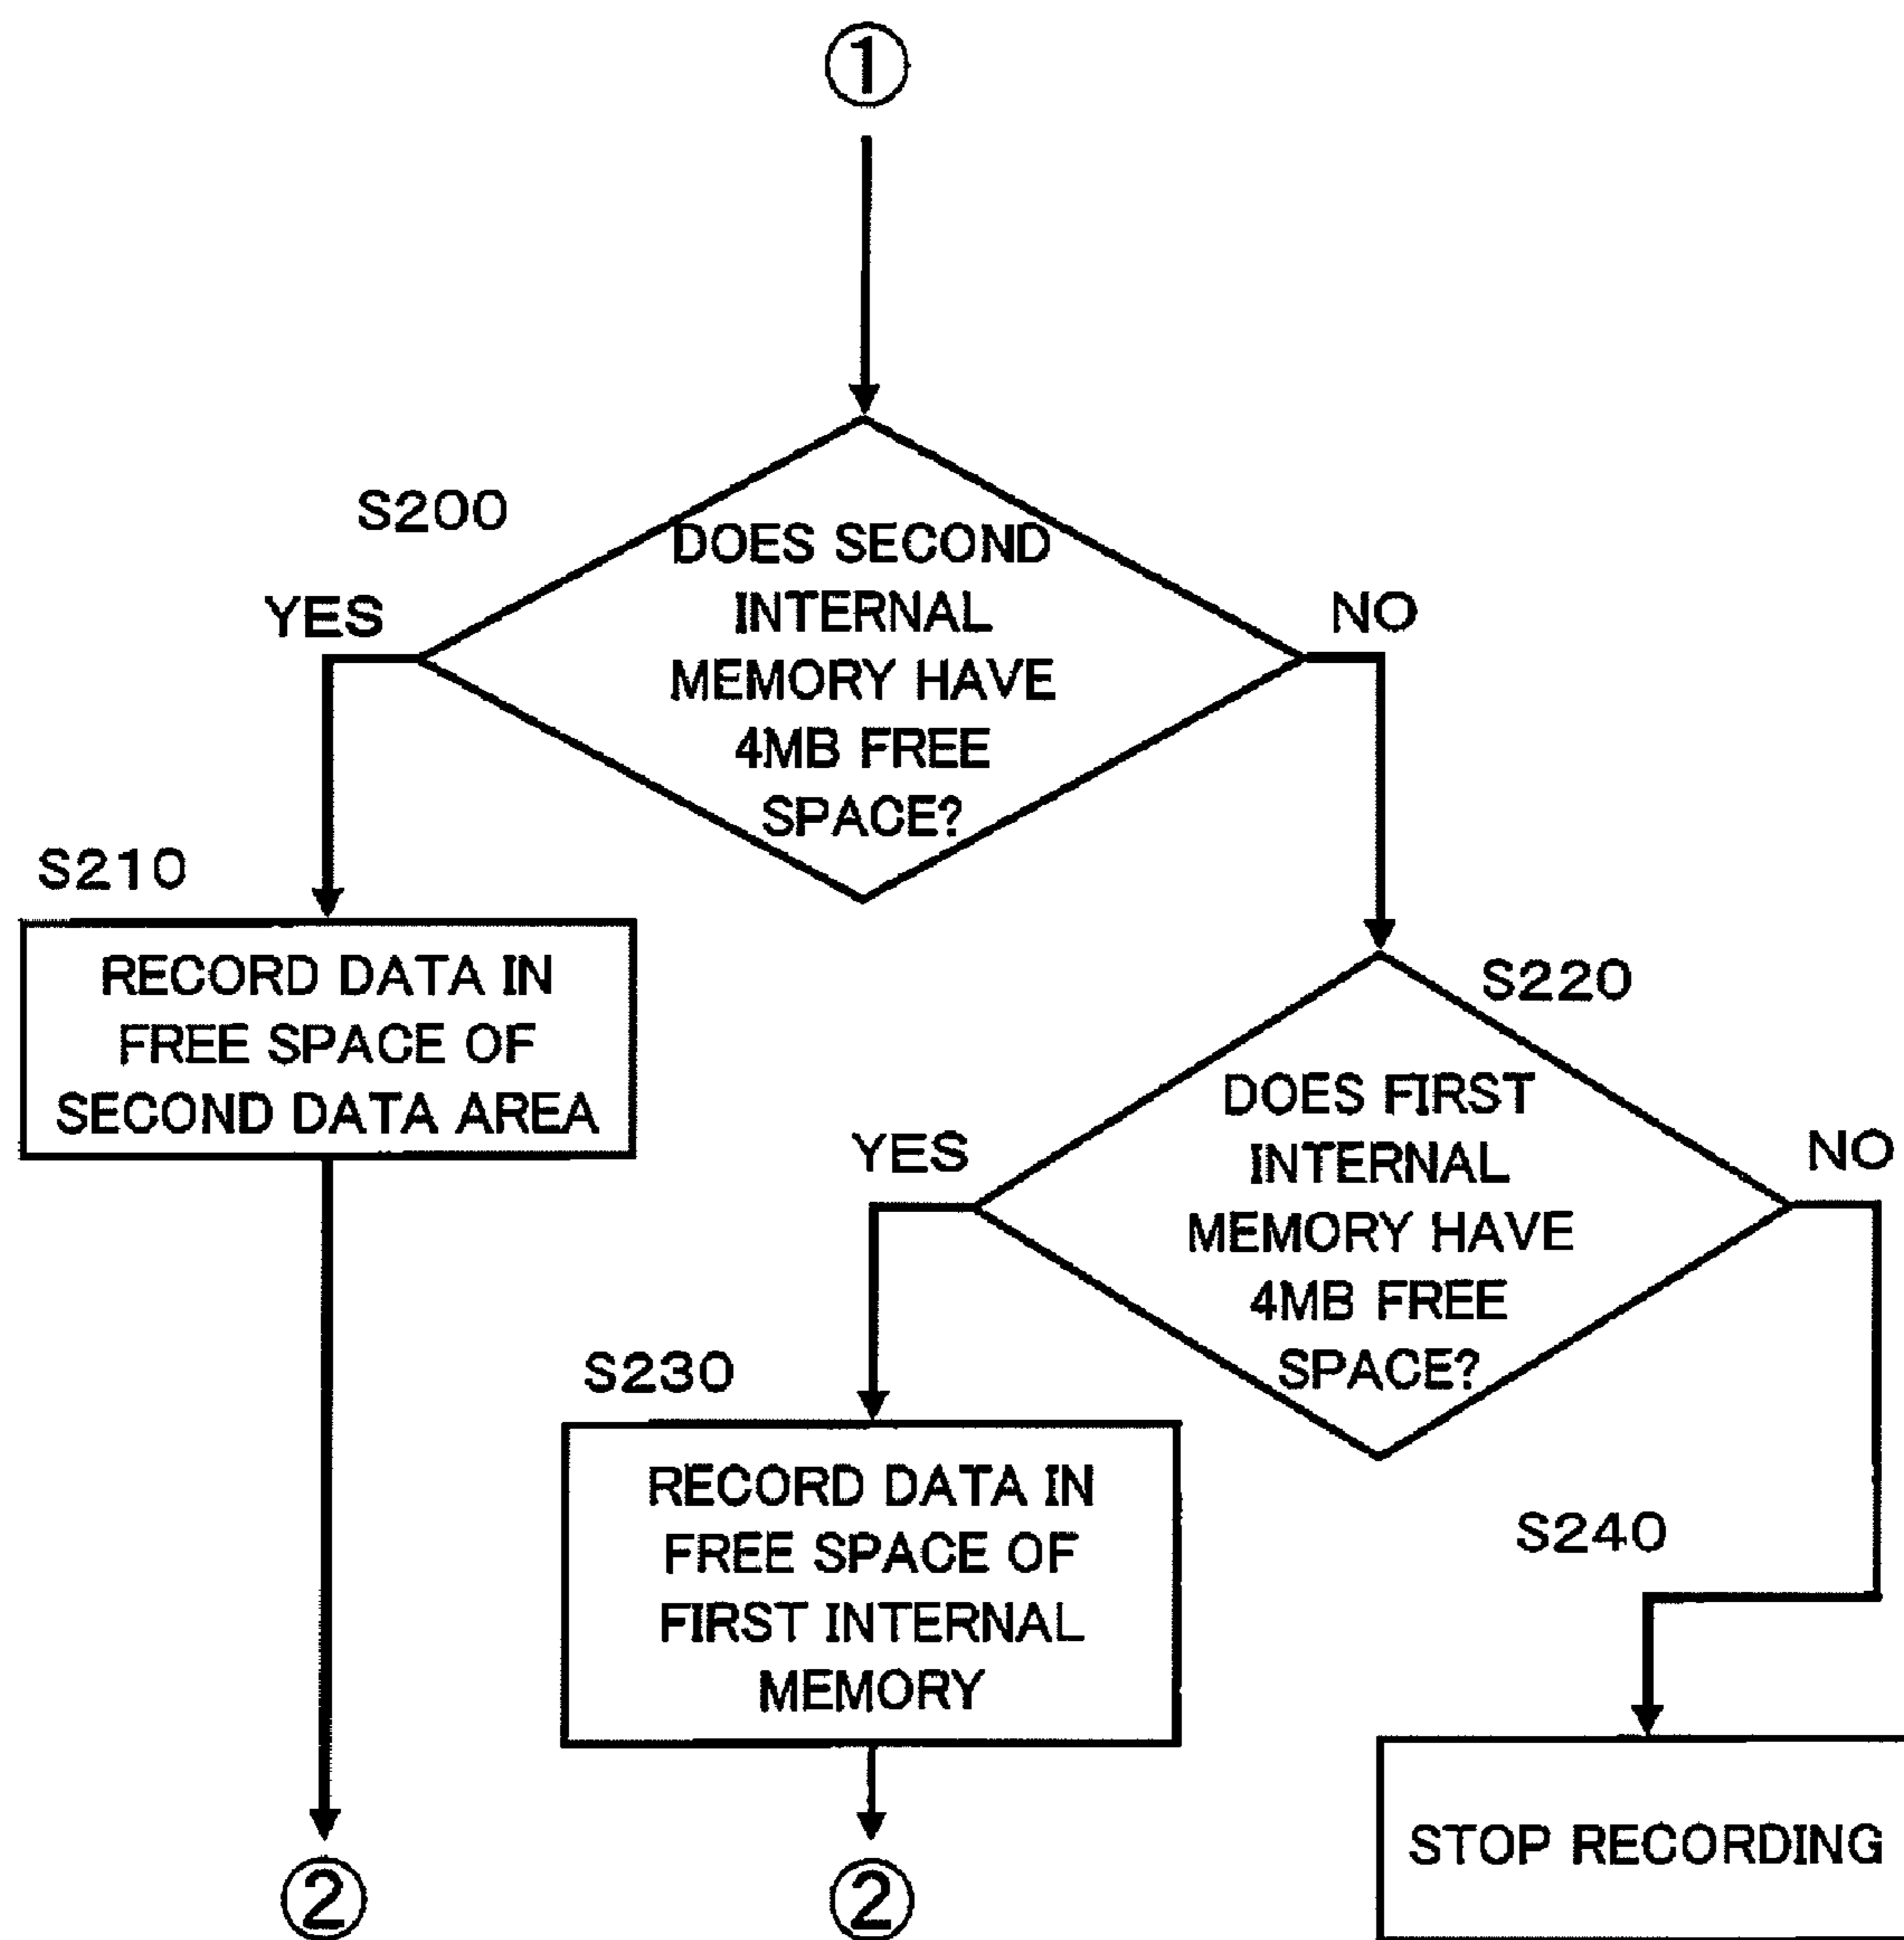 ①
S200
DOES SECOND
INTERNAL
MEMORY HAVE
4MB FREE
SPACE?
YES
NO
S210
RECORD DATA IN
FREE SPACE OF
SECOND DATA AREA
S220
DOES FIRST
INTERNAL
MEMORY HAVE
4MB FREE
SPACE?
YES
NO
S230
RECORD DATA IN
FREE SPACE OF
FIRST INTERNAL
MEMORY
S240
STOP RECORDING
②
②